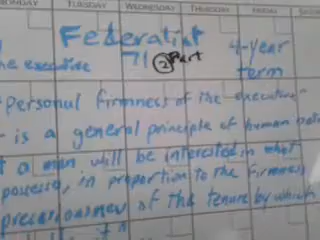 MONDAY TUESDAY WEDNESDAY THURSDAY FRIDAY
Federalist 4-year
the executive 71 ② Part term
"Personal firmness of the executive"
- is a general principle of human
a man will be interested in what
possess, in proportion to the firmness
precariousness of the tenure by which